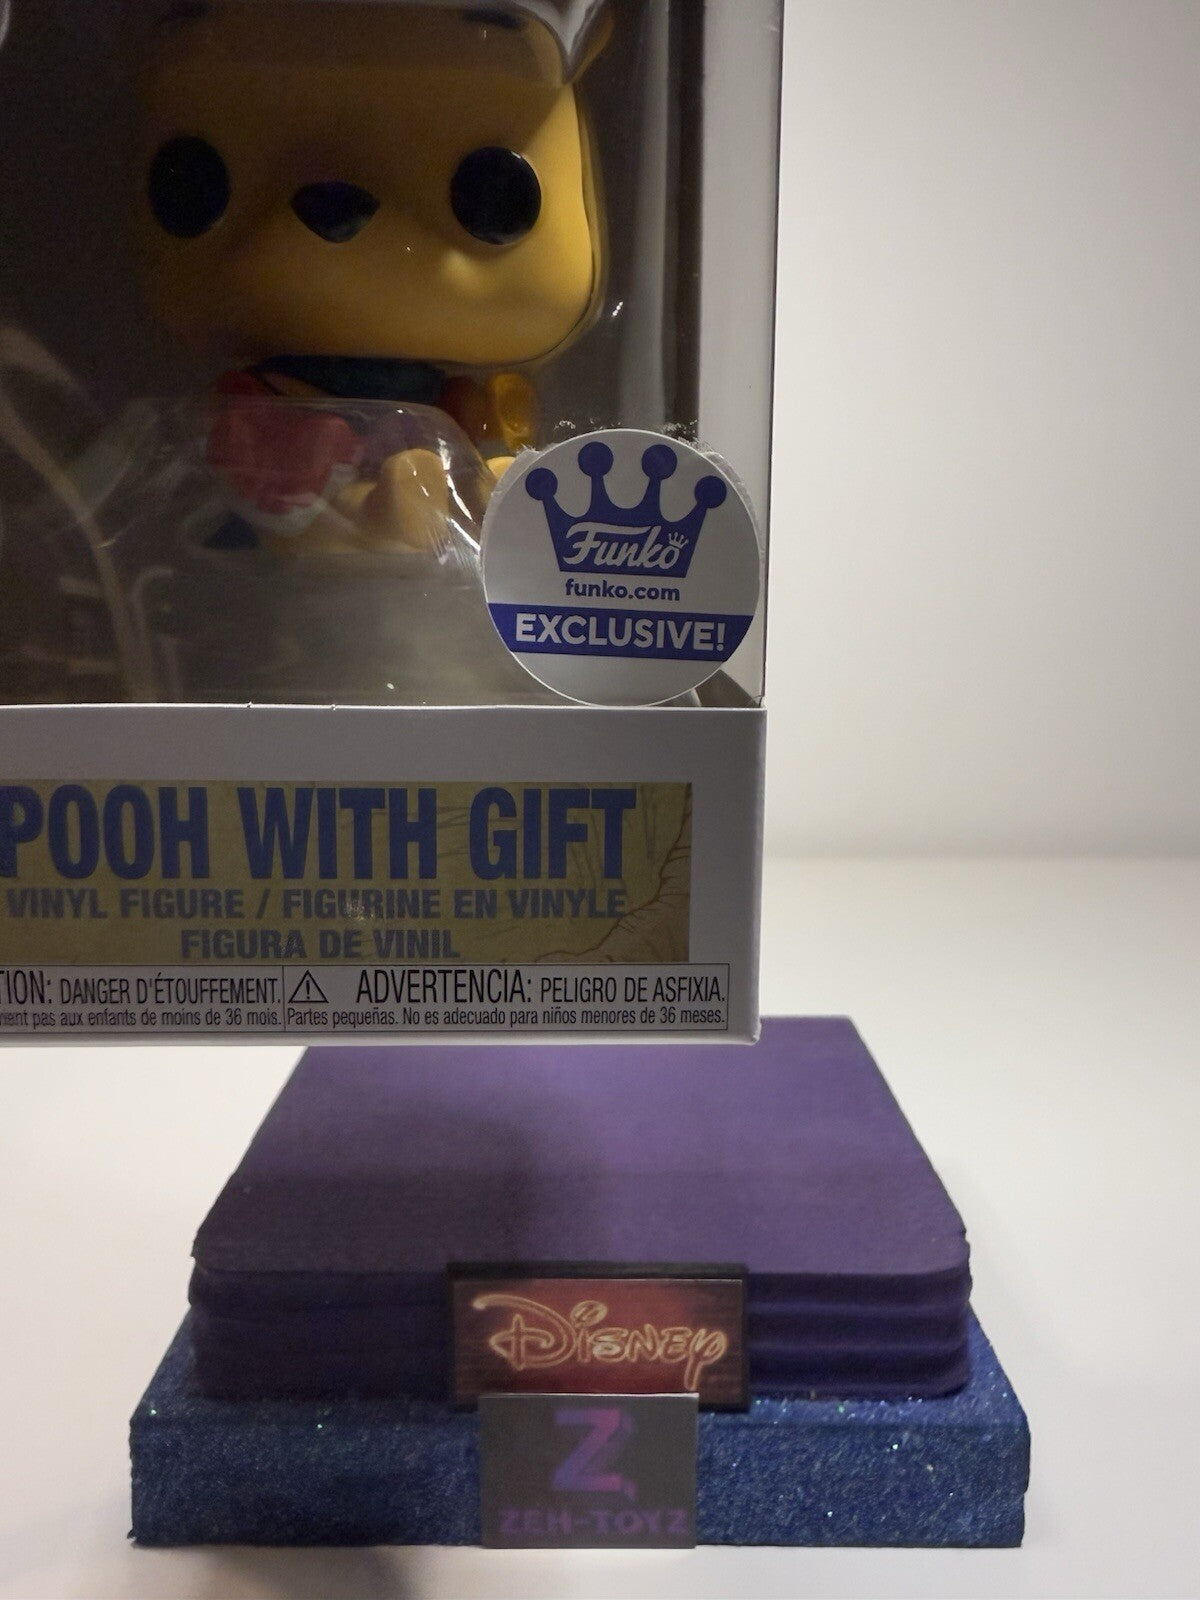 Funko
funko.com
EXCLUSIVE!
POOH WITH GIFT
VINYL FIGURE / FIGURINE EN VINYLE
FIGURA DE VINIL
TION: DANGER D'ÉTOUFFEMENT.
pas aux enfants de moins de 36 mois.
ADVERTENCIA: PELIGRO DE ASFIXIA.
Partes pequeñas. No es adecuado para niños menores de 36 meses.
Disney
Z
ZEH-TOYZ